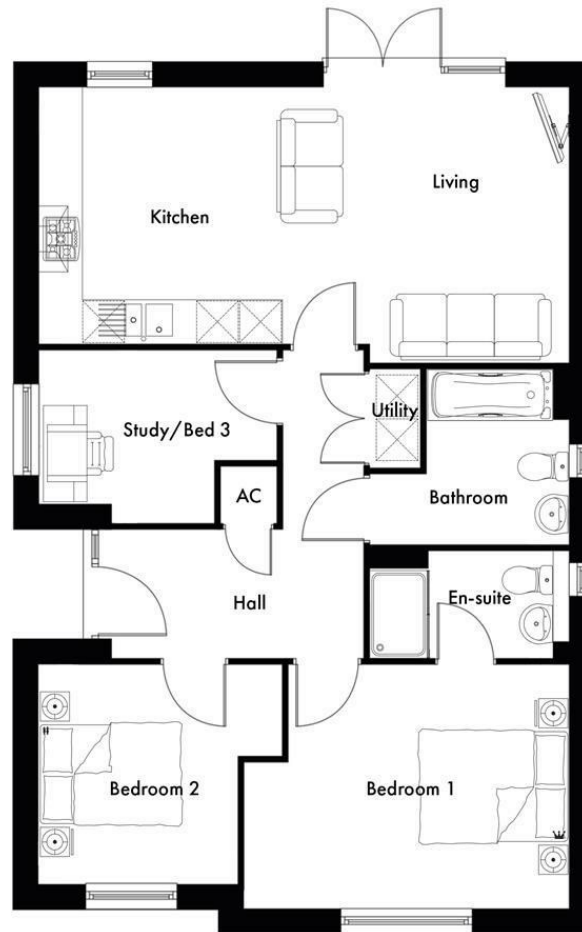 Living
Kitchen
Utility
Study/Bed 3
AC
Bathroom
En-suite
Hall
Bedroom 2
Bedroom 1